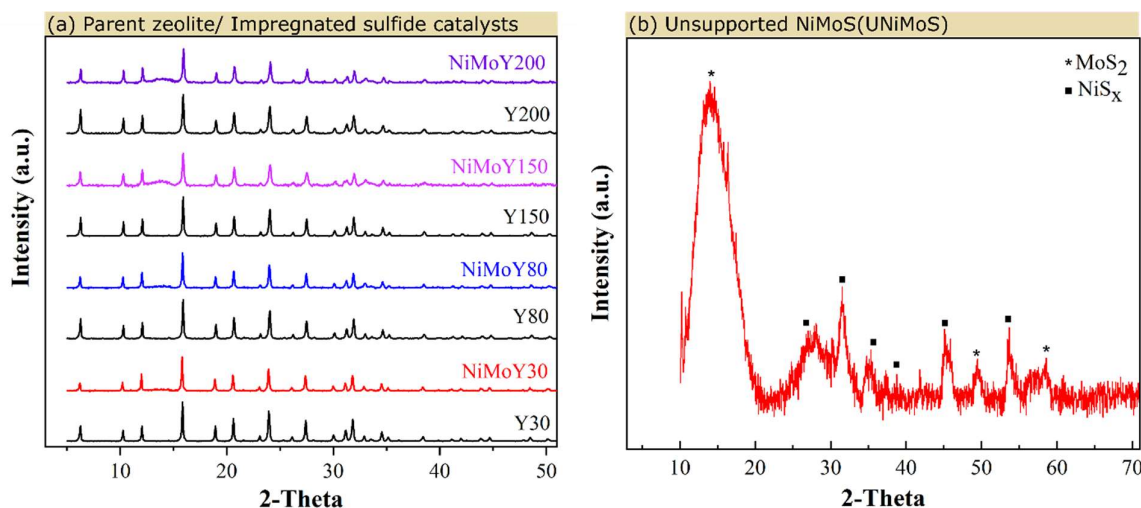 (a) Parent zeolite/ Impregnated sulfide catalysts
NiMoY200
Y200
NiMoY150
Y150
NiMoY80
Y80
NiMoY30
Y30
Intensity (a.u.)
10 20 30 40 50
2-Theta
(b) Unsupported NiMoS(UNiMoS)
* MoS2
■ NiSX
*
■
■
■
■
■
■
*
*
Intensity (a.u.)
10 20 30 40 50 60 70
2-Theta